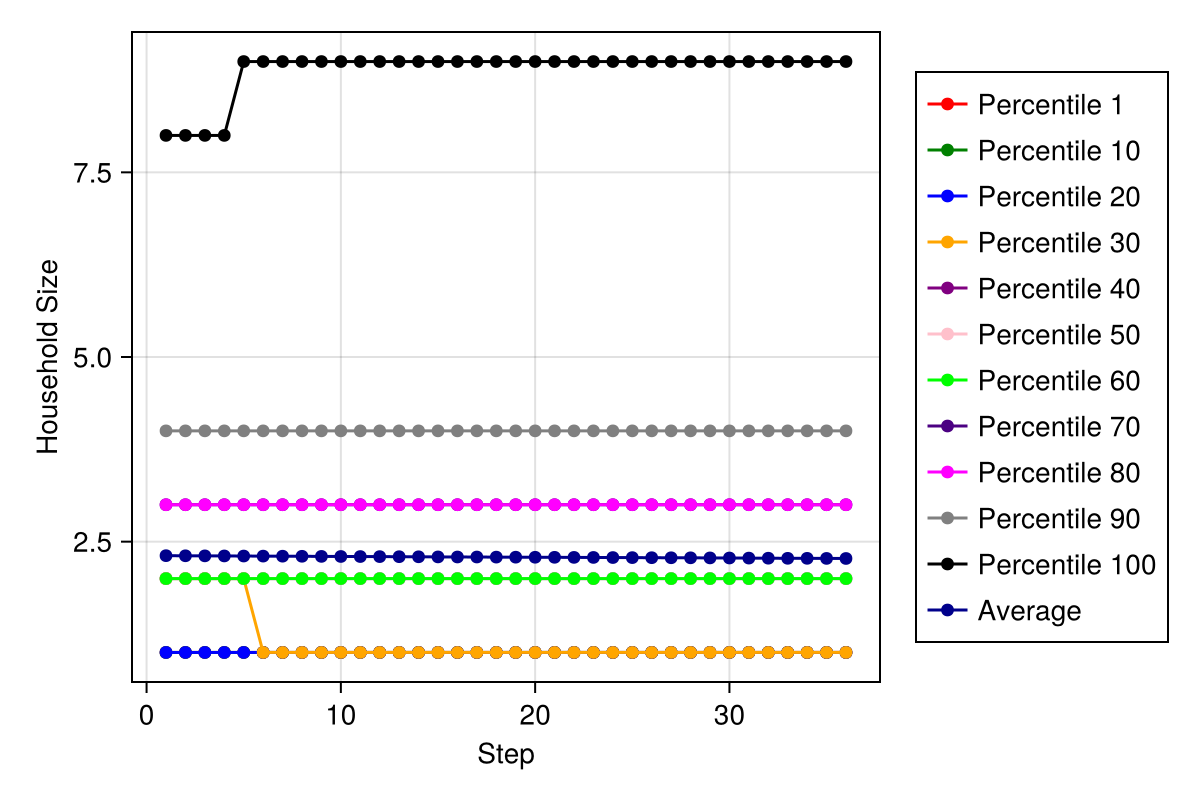 Household Size
7.5
5.0
2.5
0
10
20
30
Step
Percentile 1
Percentile 10
Percentile 20
Percentile 30
Percentile 40
Percentile 50
Percentile 60
Percentile 70
Percentile 80
Percentile 90
Percentile 100
Average